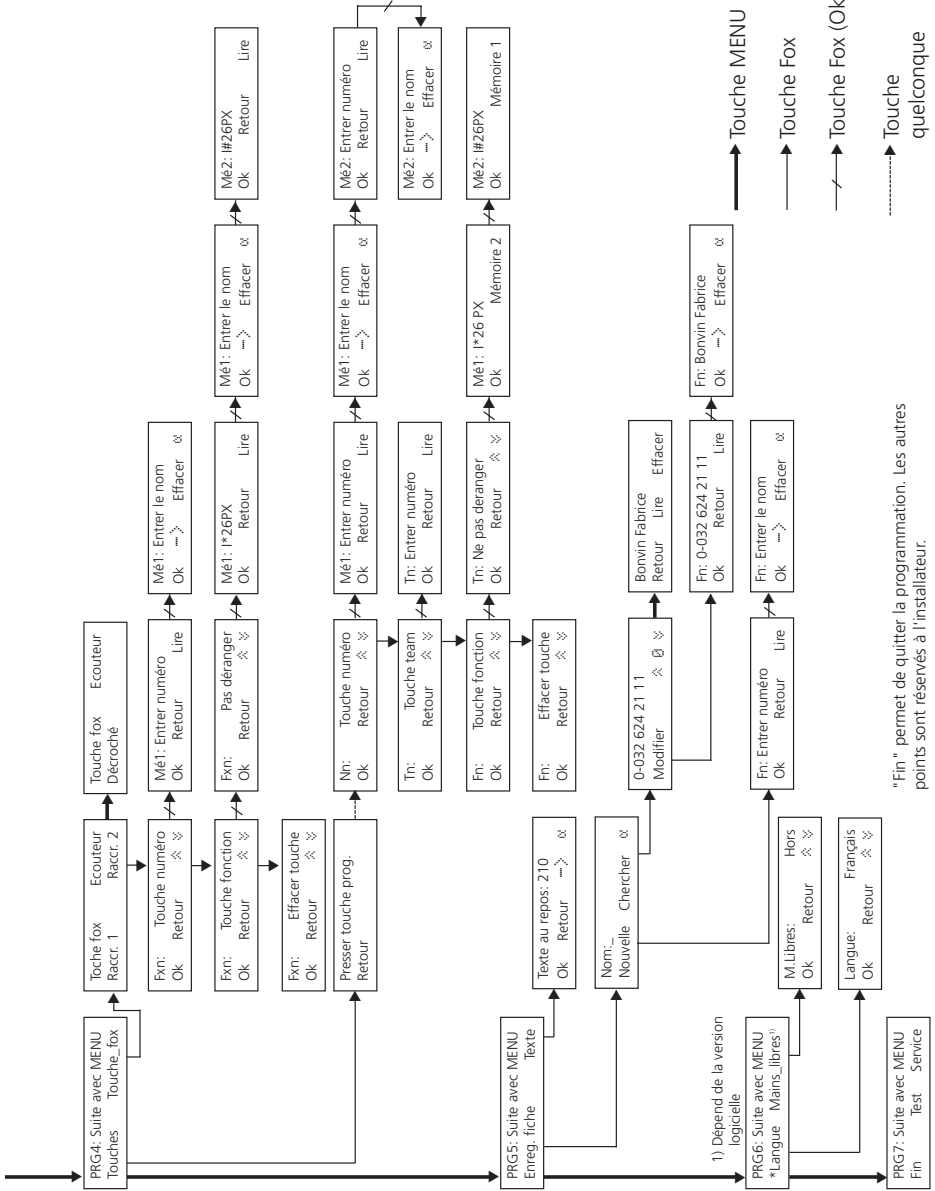 PRG4: Suite avec MENU
Touches Touche_fox
Toche fox Ecouteur
Raccr. 1 Raccr. 2
Touche fox Ecouteur
Décroché
Fxn: Touche numéro
Ok Retour
Mé1: Entrer numéro
Ok Retour Lire
Mé1: Entrer le nom
Ok ---> Effacer α
Fxn: Touche fonction
Ok Retour
Fxn: Pas déranger
Ok Retour
Mé1: I*26PX
Ok Retour Lire
Mé1: Entrer le nom
Ok ---> Effacer α
Mé2: I#26PX
Ok Retour Lire
Fxn: Effacer touche
Ok Retour
Presser touche prog.
Retour
Nn: Touche numéro
Ok Retour
Mé1: Entrer numéro
Ok Retour Lire
Mé1: Entrer le nom
Ok ---> Effacer α
Mé2: Entrer numéro
Ok Retour Lire
Mé2: Entrer le nom
Ok ---> Effacer α
Tn: Touche team
Ok Retour
Tn: Entrer numéro
Ok Retour Lire
Fn: Touche fonction
Ok Retour
Tn: Ne pas deranger
Ok Retour
Mé1: I*26 PX
Ok Mémoire 2
Mé2: I#26PX
Ok Mémoire 1
Fn: Effacer touche
Ok Retour
PRG5: Suite avec MENU
Enreg. fiche Texte
Texte au repos: 210
Ok Retour ---> α
Nom:_
Nouvelle Chercher α
0-032 624 21 11
Modifier
Bonvin Fabrice
Retour Lire Effacer
Fn: 0-032 624 21 11
Ok Retour Lire
Fn: Bonvin Fabrice
Ok ---> Effacer α
Fn: Entrer numéro
Ok Retour Lire
Fn: Entrer le nom
Ok ---> Effacer α
1) Dépend de la version
logicielle
PRG6: Suite avec MENU
*Langue Mains_libres1)
M.Libres: Hors
Ok Retour
Langue: Français
Ok Retour
PRG7: Suite avec MENU
Fin Test Service
"Fin" permet de quitter la programmation. Les autres
points sont réservés à l'installateur.
Touche MENU
Touche Fox
Touche Fox (Ok
Touche
quelconque